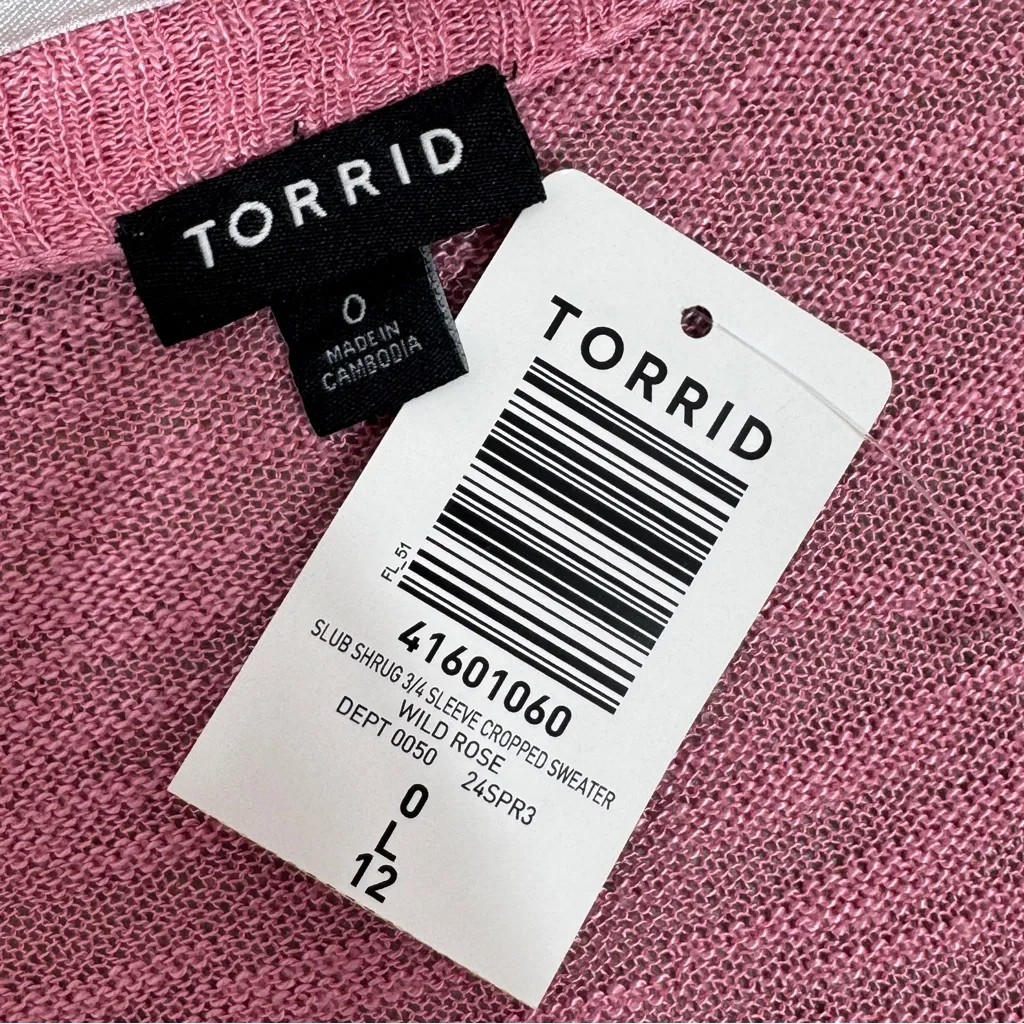 TORRID
0
MADE IN
CAMBODIA
TORRID
FL_51
41601060
SLUB SHRUG 3/4 SLEEVE CROPPED SWEATER
WILD ROSE
DEPT 0050 24SPR3
0
L
12